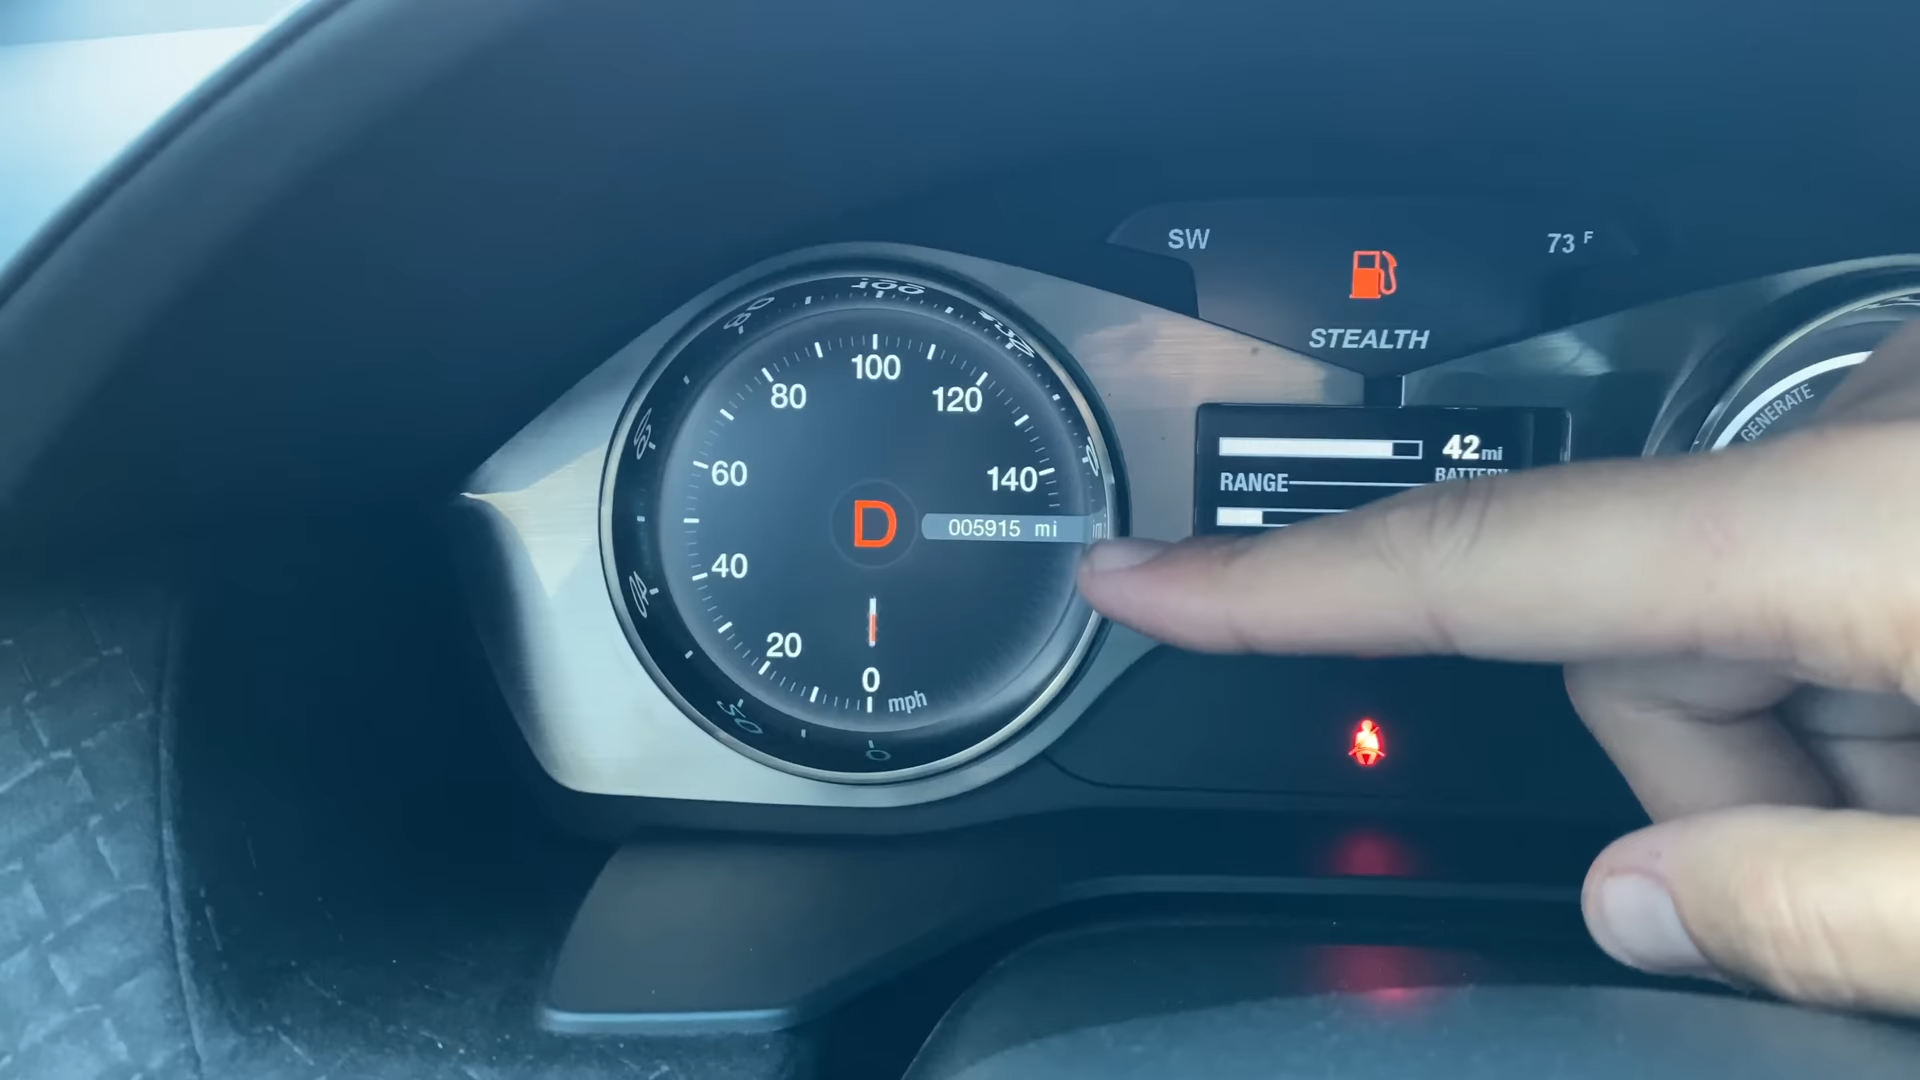 SW
73 F
STEALTH
100
80
120
60
140
40
20
0
mph
D
005915 mi
42 mi
BATTERY
RANGE
GENERATE